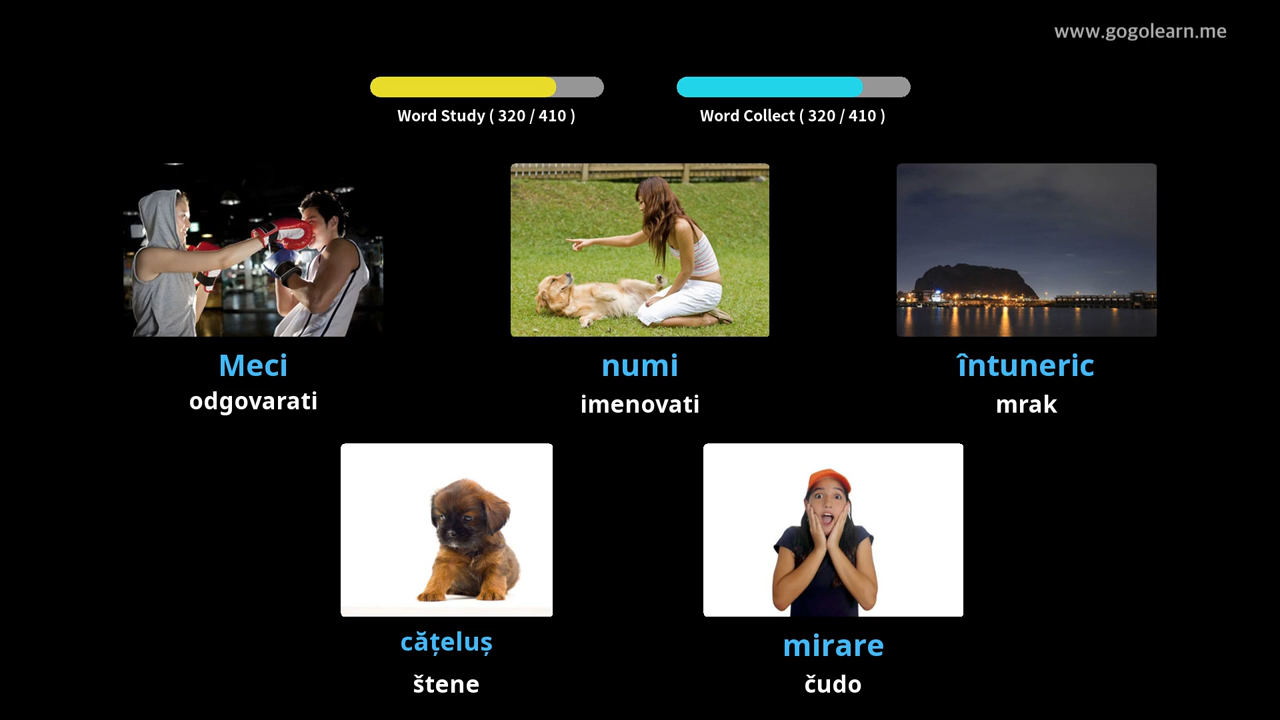 www.gogolearn.me
Word Study ( 320 / 410 )
Word Collect ( 320 / 410 )
Meci
odgovarati
numi
imenovati
întuneric
mrak
cățeluș
štene
mirare
čudo